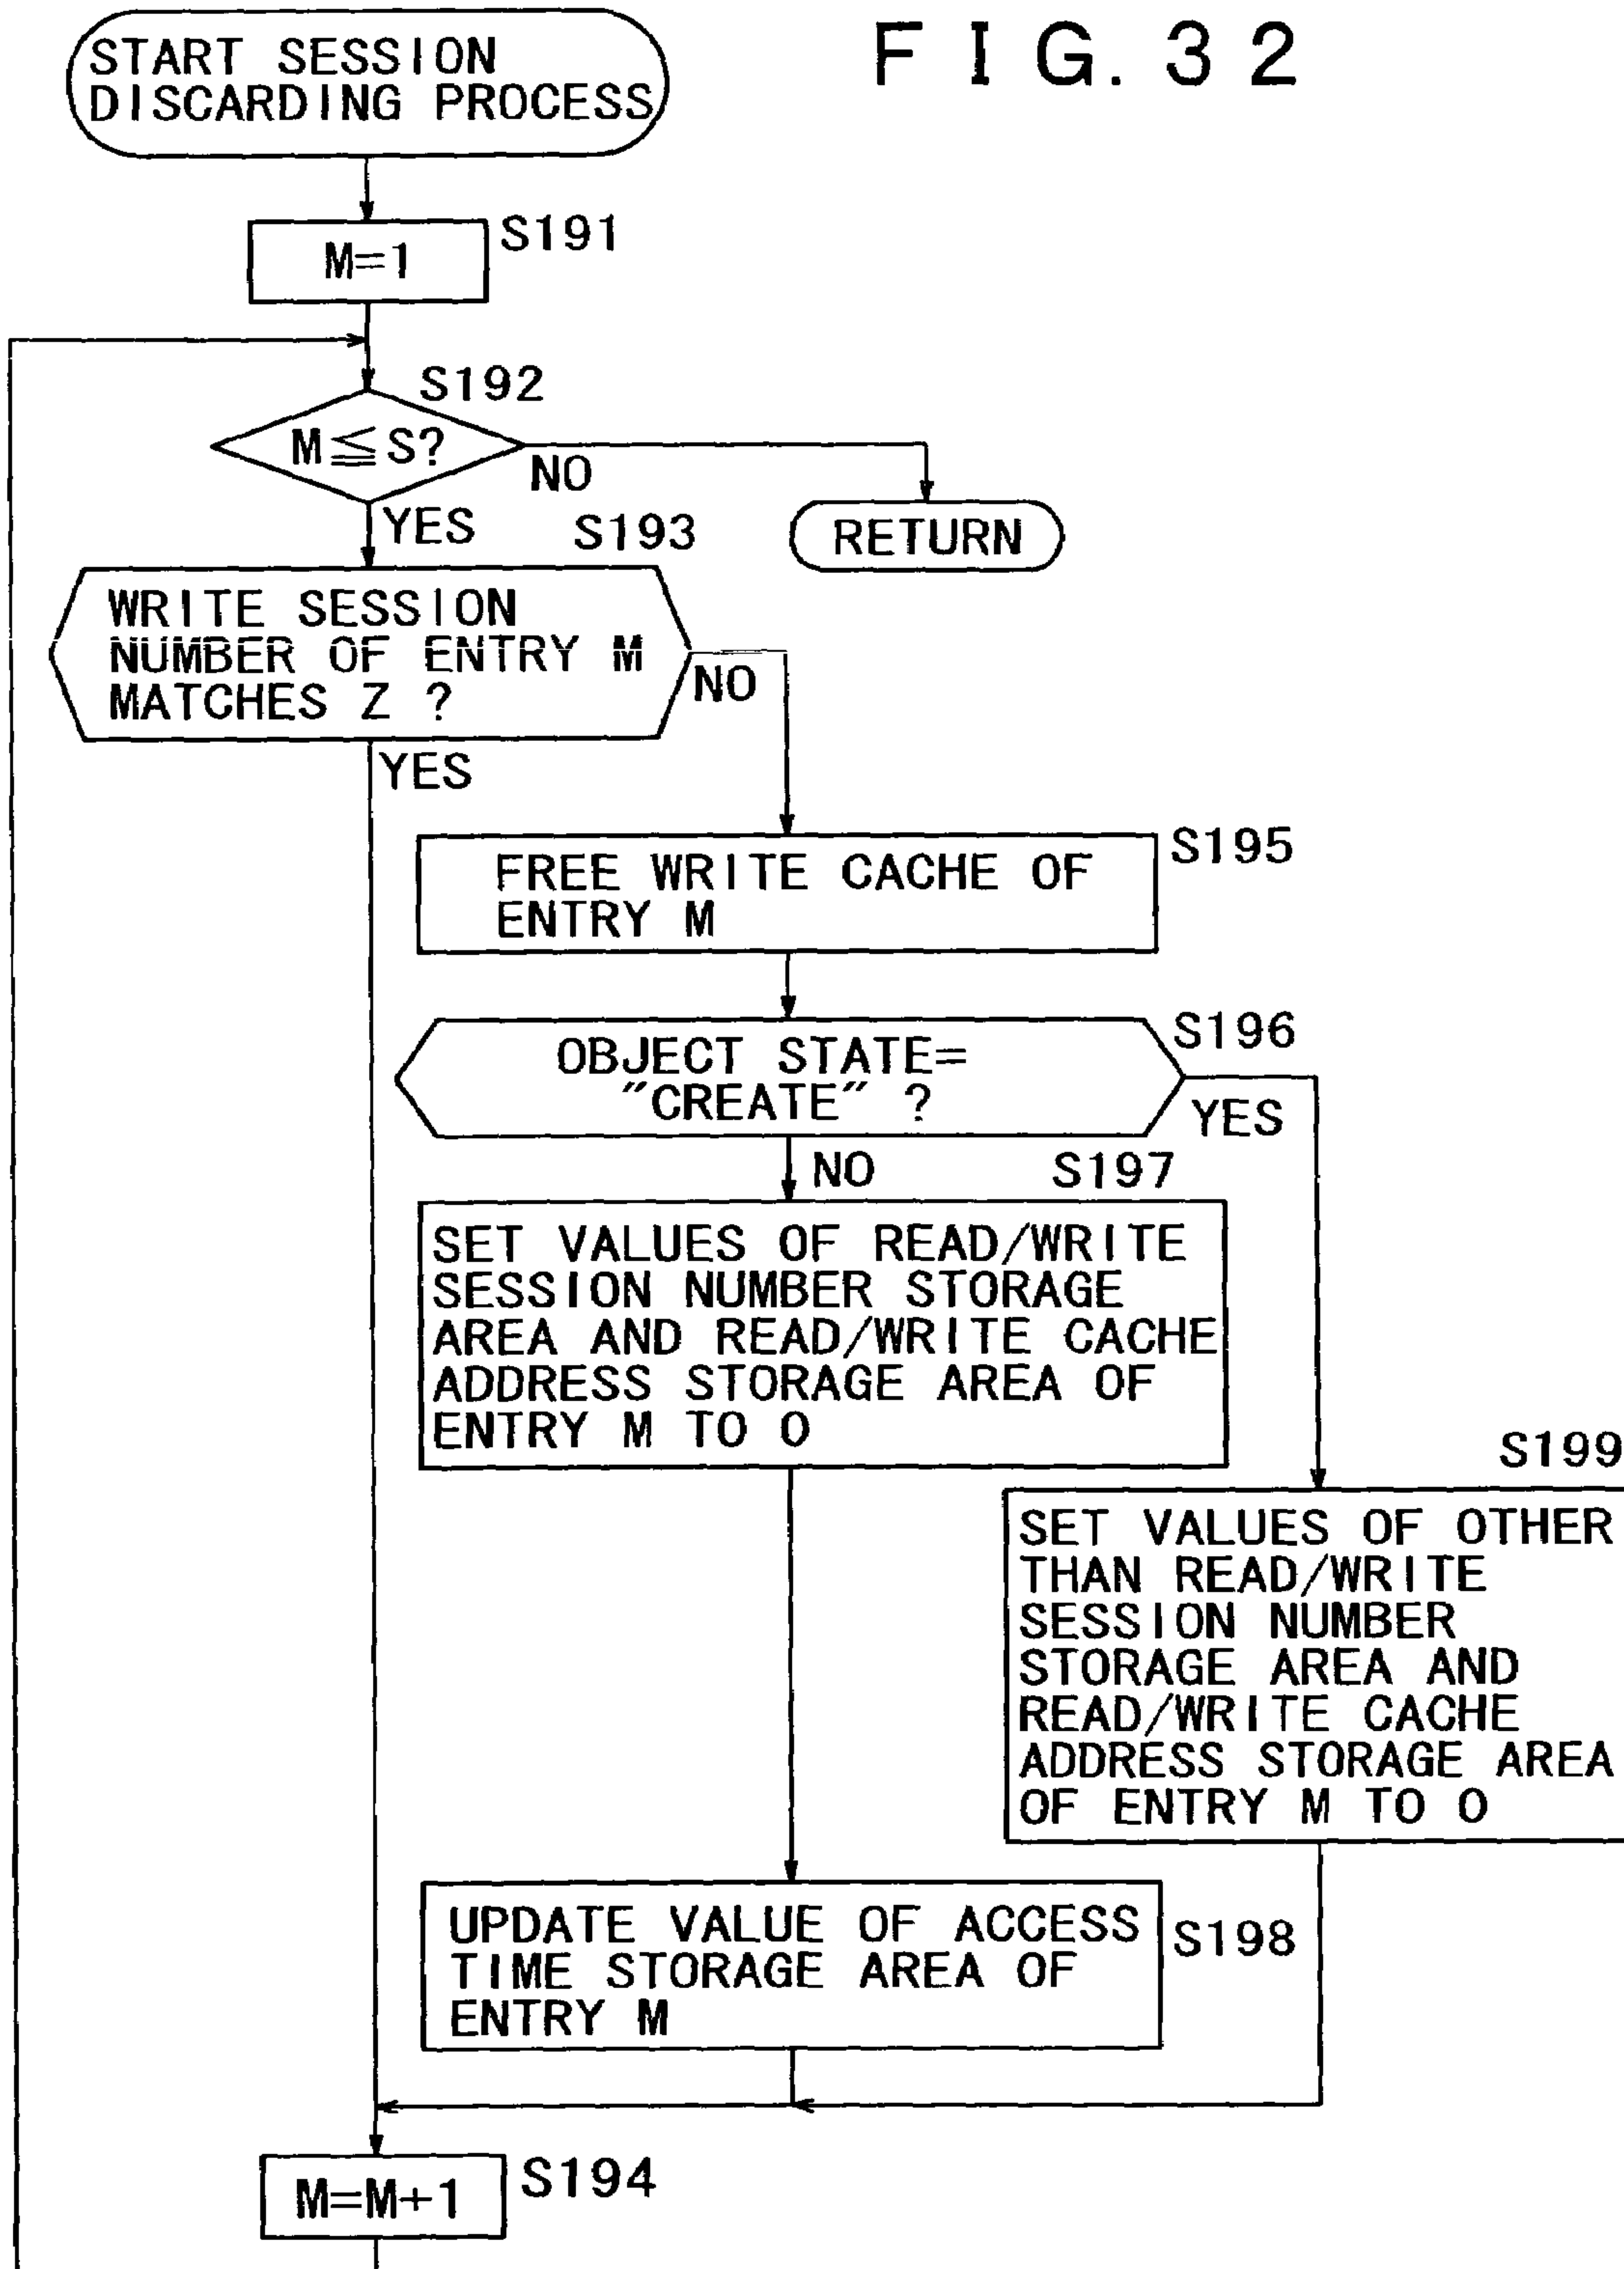 FIG. 32
START SESSION
DISCARDING PROCESS
S191
M=1
S192
M≦S?
NO
YES
RETURN
S193
WRITE SESSION
NUMBER OF ENTRY M
MATCHES Z ?
NO
YES
S195
FREE WRITE CACHE OF
ENTRY M
S196
OBJECT STATE=
"CREATE" ?
YES
NO
S197
SET VALUES OF READ/WRITE
SESSION NUMBER STORAGE
AREA AND READ/WRITE CACHE
ADDRESS STORAGE AREA OF
ENTRY M TO 0
S199
SET VALUES OF OTHER
THAN READ/WRITE
SESSION NUMBER
STORAGE AREA AND
READ/WRITE CACHE
ADDRESS STORAGE AREA
OF ENTRY M TO 0
UPDATE VALUE OF ACCESS
TIME STORAGE AREA OF
ENTRY M
S198
S194
M=M+1